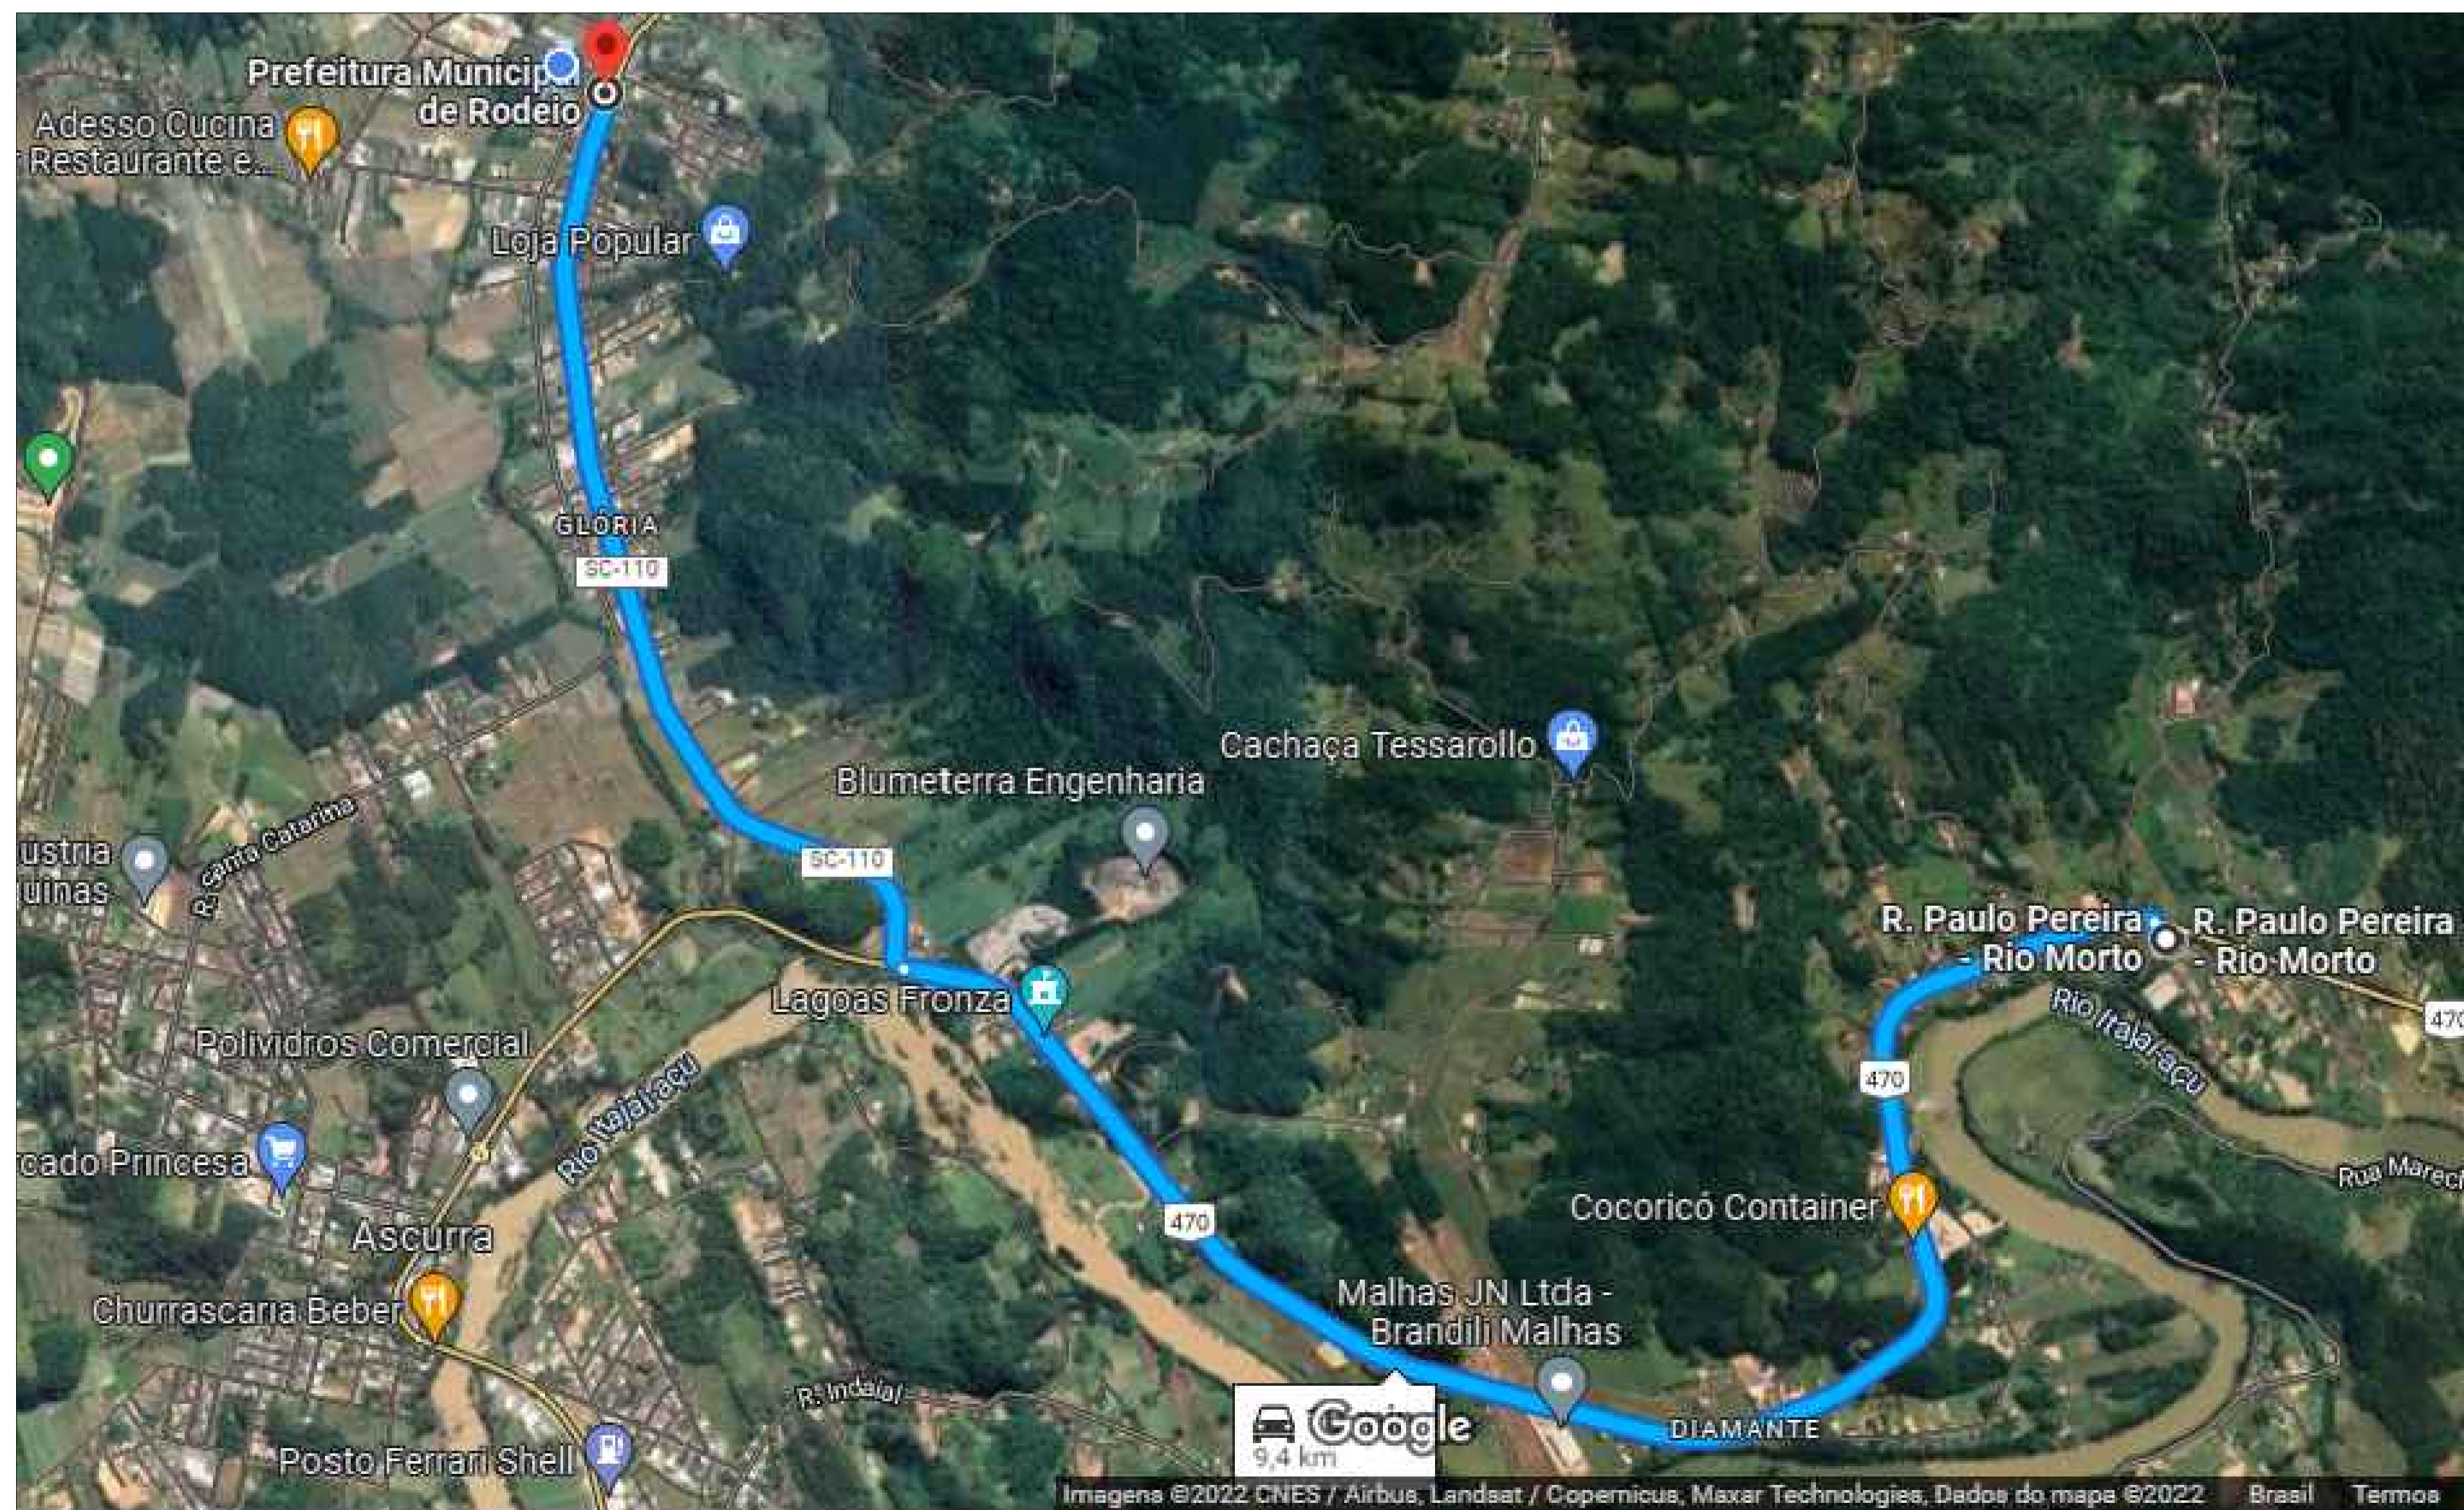 Prefeitura Municipal
de Rodeio
Adesso Cucina
Restaurante e...
Loja Popular
GLÓRIA
SC-110
Cachaça Tessarollo
Blumeterra Engenharia
R. Santa Catarina
SC-110
ústria
uinas
R. Paulo Pereira
- Rio Morto
R. Paulo Pereira
- Rio Morto
Lagoas Fronza
Rio Itajaí-açu
470
Polividros Comercial
470
Rio Itajaí-açu
rcado Princesa
Rua Marec
Cocoricó Container
470
Ascurra
Malhas JN Ltda -
Brandili Malhas
Churrascaria Beber
R. Indaial
Google
9,4 km
DIAMANTE
Posto Ferrari Shell
Imagens ©2022 CNES / Airbus, Landsat / Copernicus, Maxar Technologies, Dados do mapa ©2022 Brasil Termos